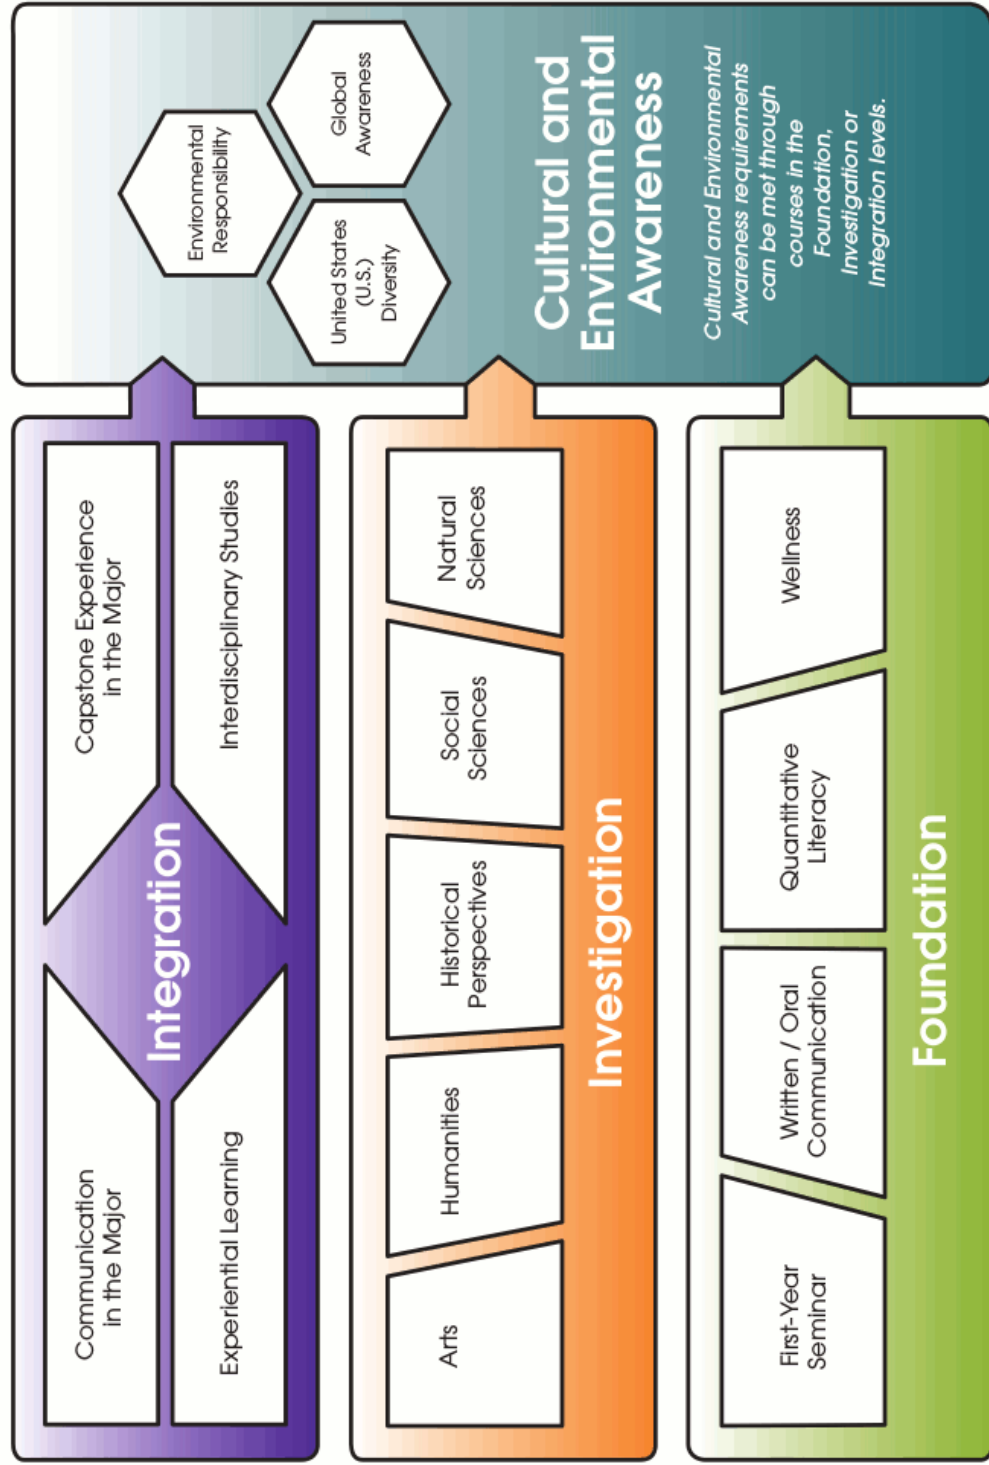 Communication
in the Major
Capstone Experience
in the Major
Integration
Experiential Learning
Interdisciplinary Studies
Arts
Humanities
Historical
Perspectives
Social
Sciences
Natural
Sciences
Investigation
First-Year
Seminar
Written / Oral
Communication
Quantitative
Literacy
Wellness
Foundation
Environmental
Responsibility
United States
(U.S.)
Diversity
Global
Awareness
Cultural and
Environmental
Awareness
Cultural and Environmental
Awareness requirements
can be met through
courses in the
Foundation,
Investigation or
Integration levels.